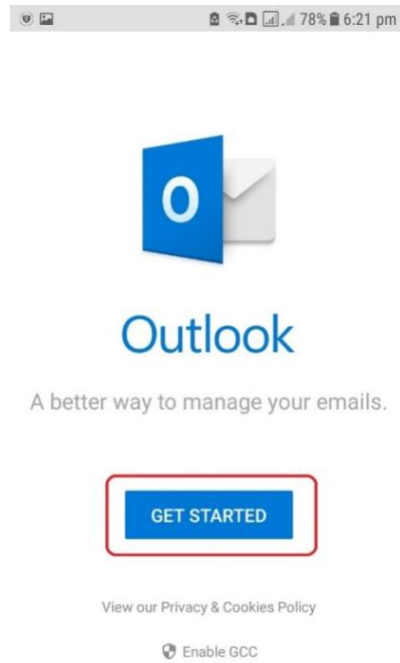 78% 6:21 pm
O
Outlook
A better way to manage your emails.
GET STARTED
View our Privacy & Cookies Policy
Enable GCC